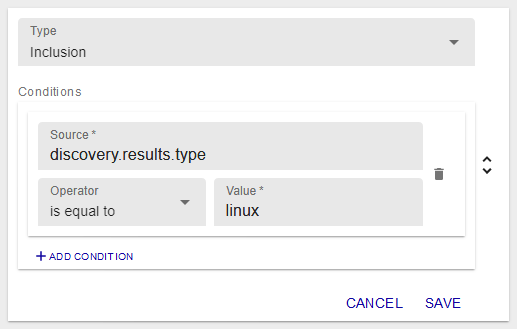 Type
Inclusion
Conditions
Source *
discovery.results.type
Operator
is equal to
Value *
linux
+ ADD CONDITION
CANCEL SAVE